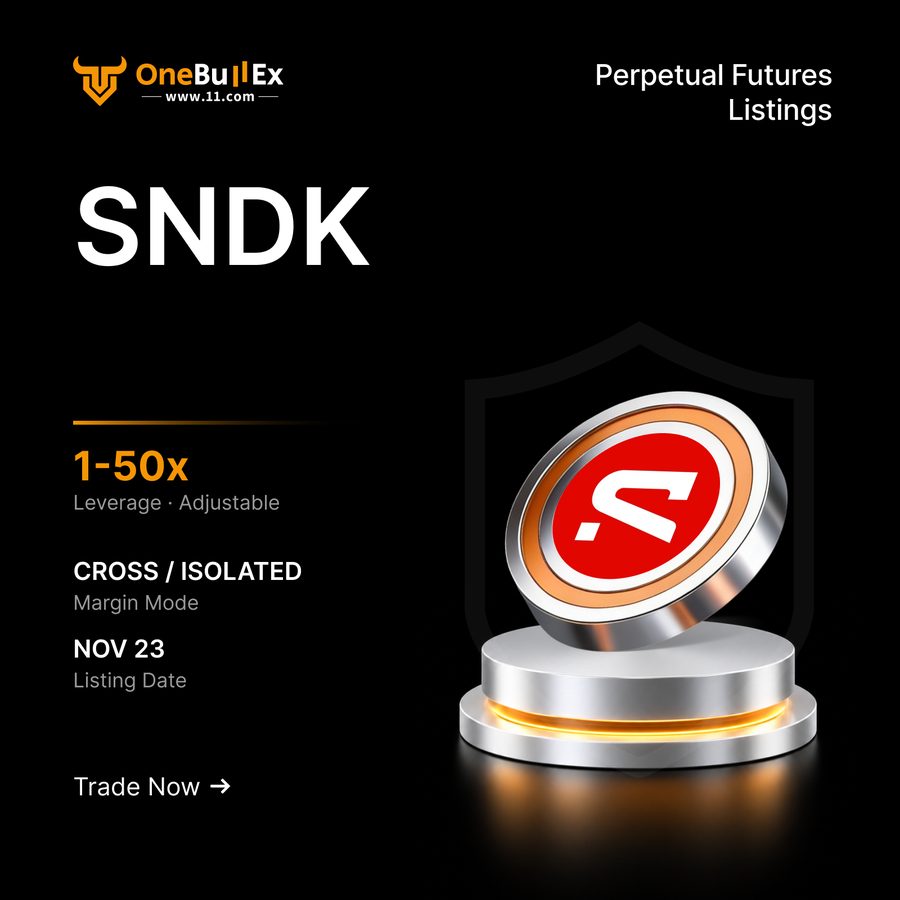 OneBullEx
www.11.com
Perpetual Futures
Listings
SNDK
1-50x
Leverage · Adjustable
CROSS / ISOLATED
Margin Mode
NOV 23
Listing Date
Trade Now →